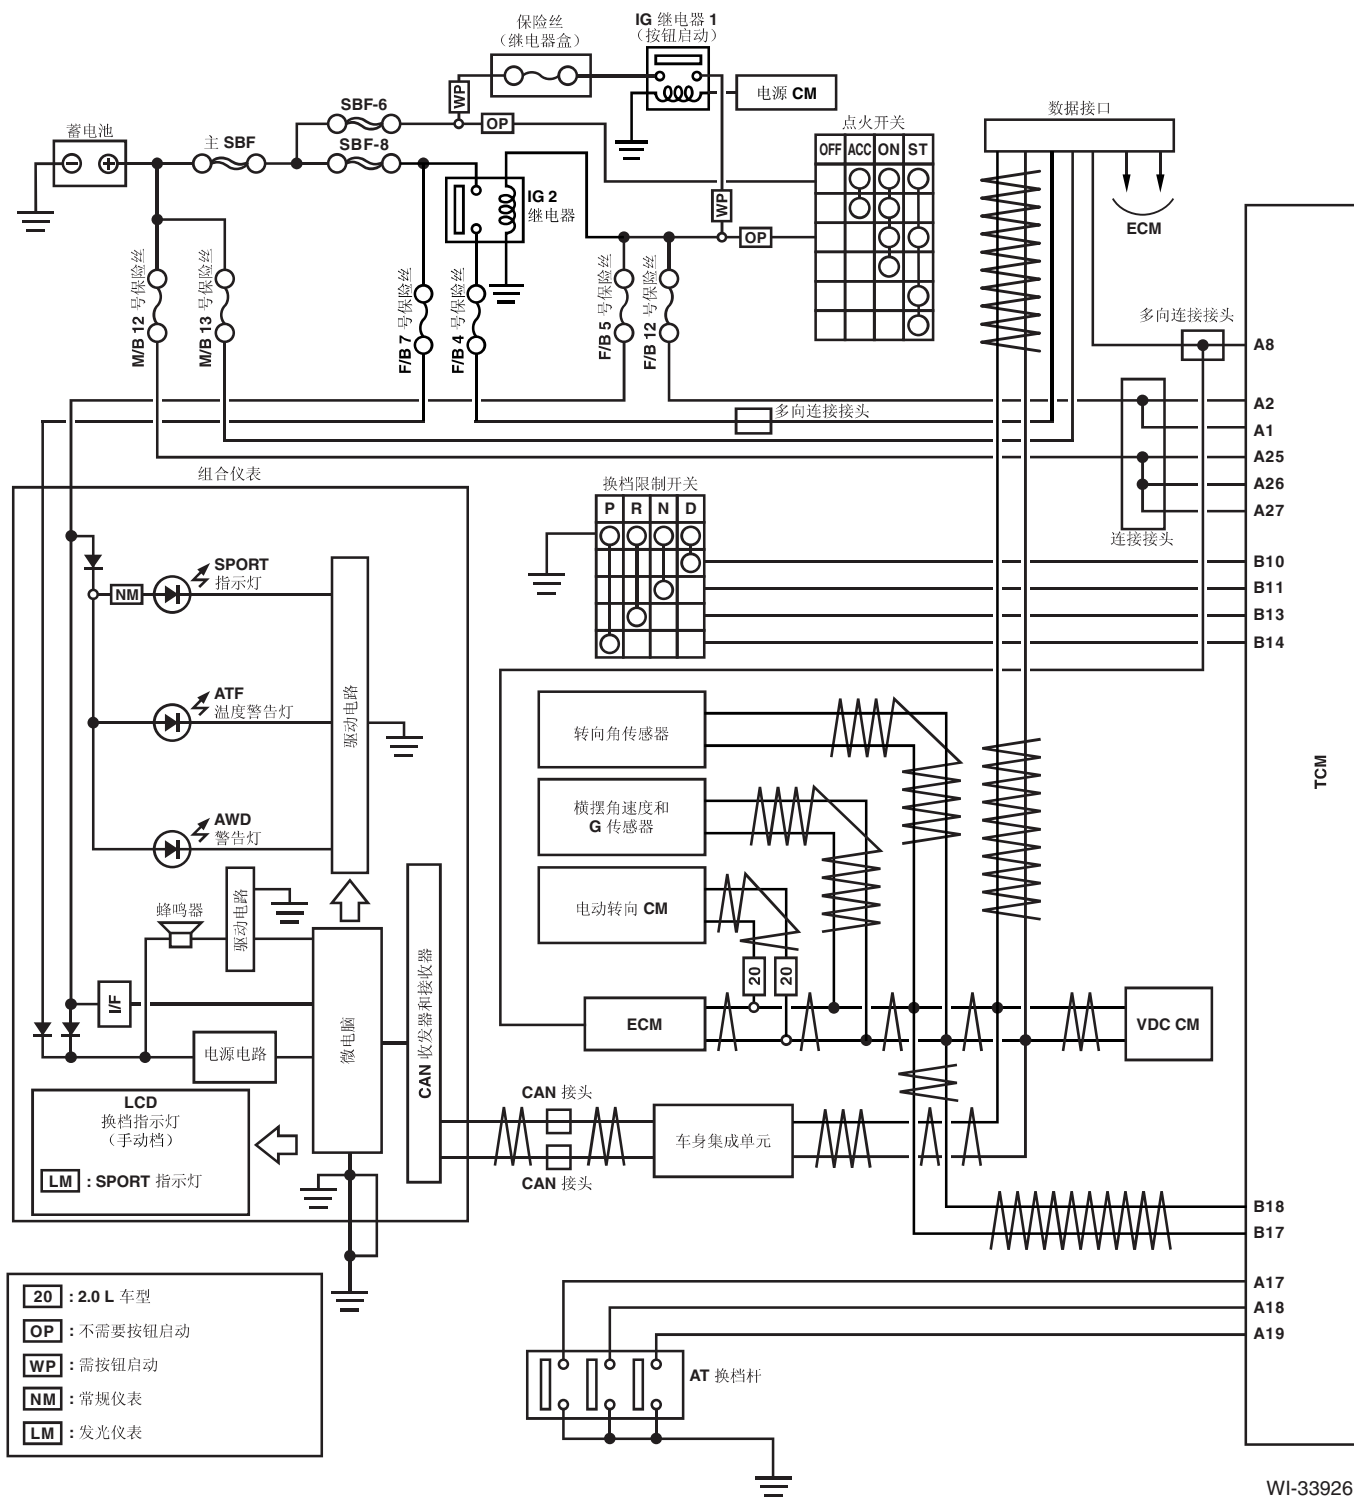 保险丝
（继电器盒）
IG 继电器 1
（按钮启动）
WP
电源 CM
SBF-6
OP
数据接口
点火开关
蓄电池
主 SBF
SBF-8
OFF ACC ON ST
IG 2
继电器
WP
OP
ECM
M/B 12 号保险丝
M/B 13 号保险丝
F/B 7 号保险丝
F/B 4 号保险丝
F/B 5 号保险丝
F/B 12 号保险丝
多向连接接头
A8
A2
多向连接接头
A1
A25
A26
A27
连接接头
组合仪表
换档限制开关
P R N D
B10
B11
B13
B14
SPORT
指示灯
NM
ATF
温度警告灯
驱动电路
AWD
警告灯
转向角传感器
横摆角速度和
G 传感器
电动转向 CM
TCM
蜂鸣器
驱动电路
I/F
微电脑
CAN 收发器和接收器
20
20
ECM
VDC CM
电源电路
LCD
换档指示灯
（手动档）
LM : SPORT 指示灯
CAN 接头
车身集成单元
CAN 接头
B18
B17
A17
A18
A19
AT 换档杆
20 : 2.0 L 车型
OP : 不需要按钮启动
WP : 需按钮启动
NM : 常规仪表
LM : 发光仪表
WI-33926